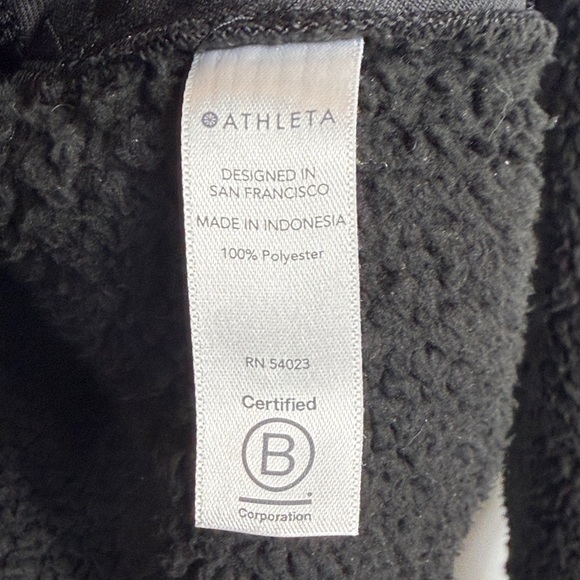 ATHLETA
DESIGNED IN
SAN FRANCISCO
MADE IN INDONESIA
100% Polyester
RN 54023
Certified
B
Corporation